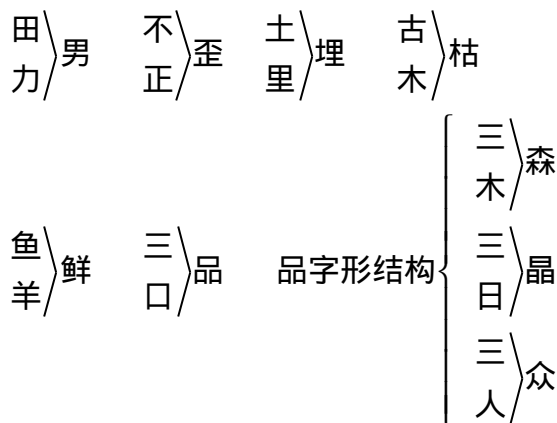 田 力 男 不 正 歪 土 里 埋 古 木 枯
鱼 羊 鲜 三 口 品 品字形结构
三 木 森
三 日 晶
三 人 众